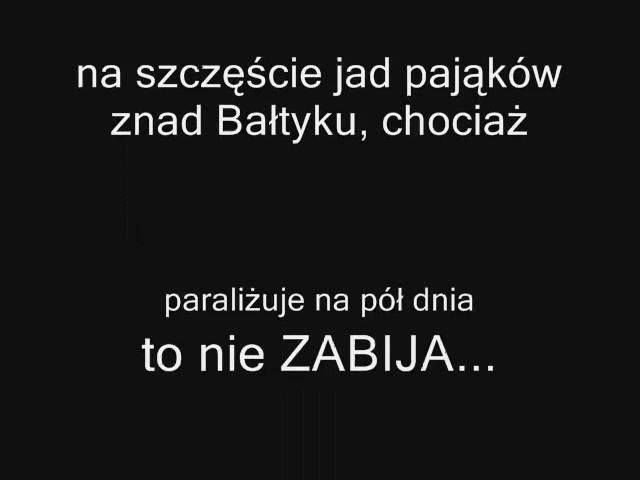 na szczęście jad pająków
znad Bałtyku, chociaż
paraliżuje na pół dnia
to nie ZABIJA...